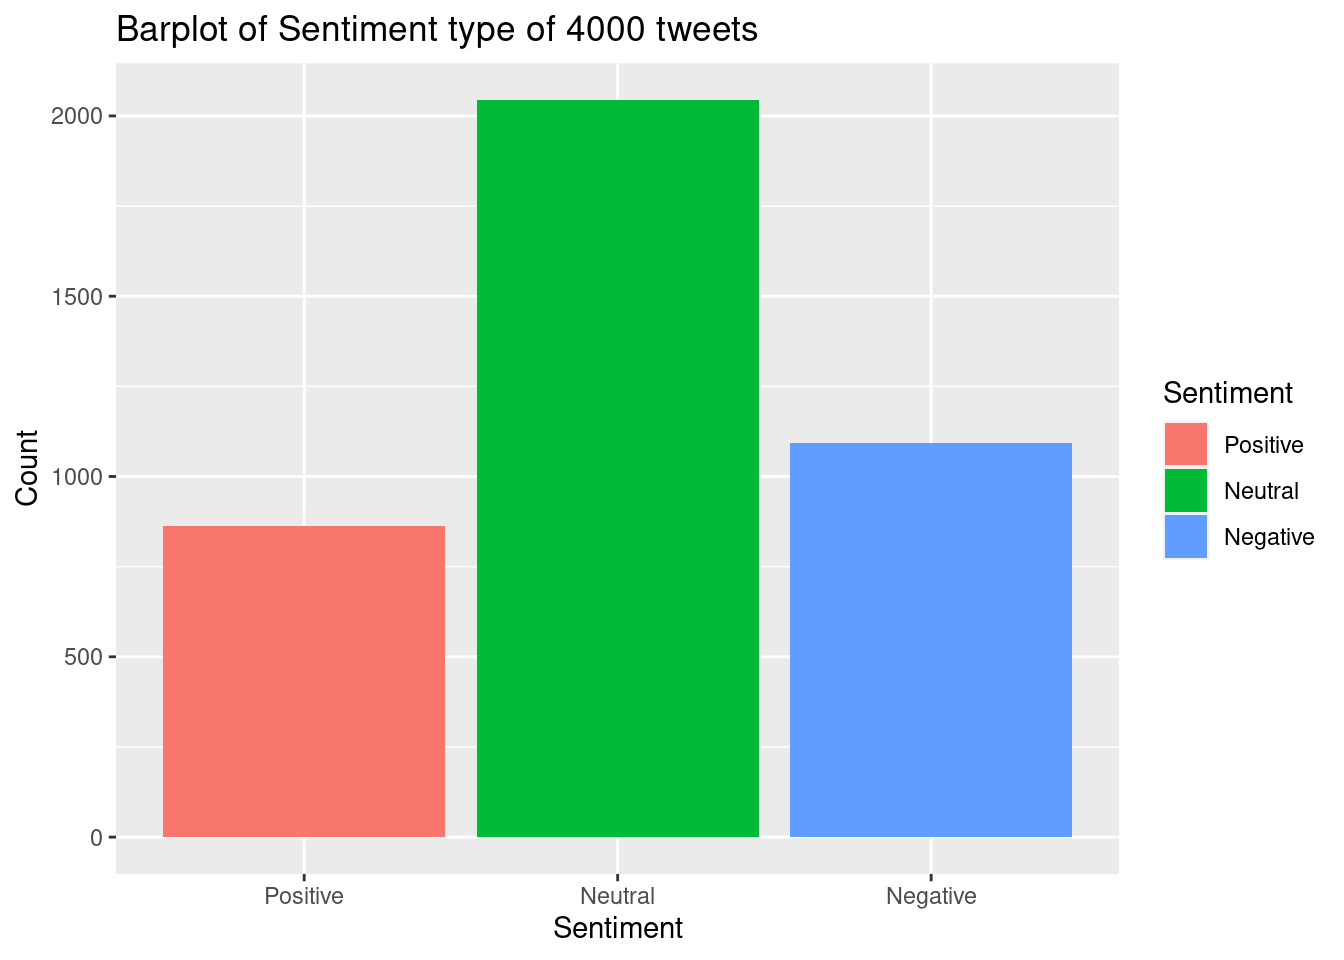 Barplot of Sentiment type of 4000 tweets
Count
2000
1500
1000
500
0
Positive
Neutral
Negative
Sentiment
Sentiment
Positive
Neutral
Negative